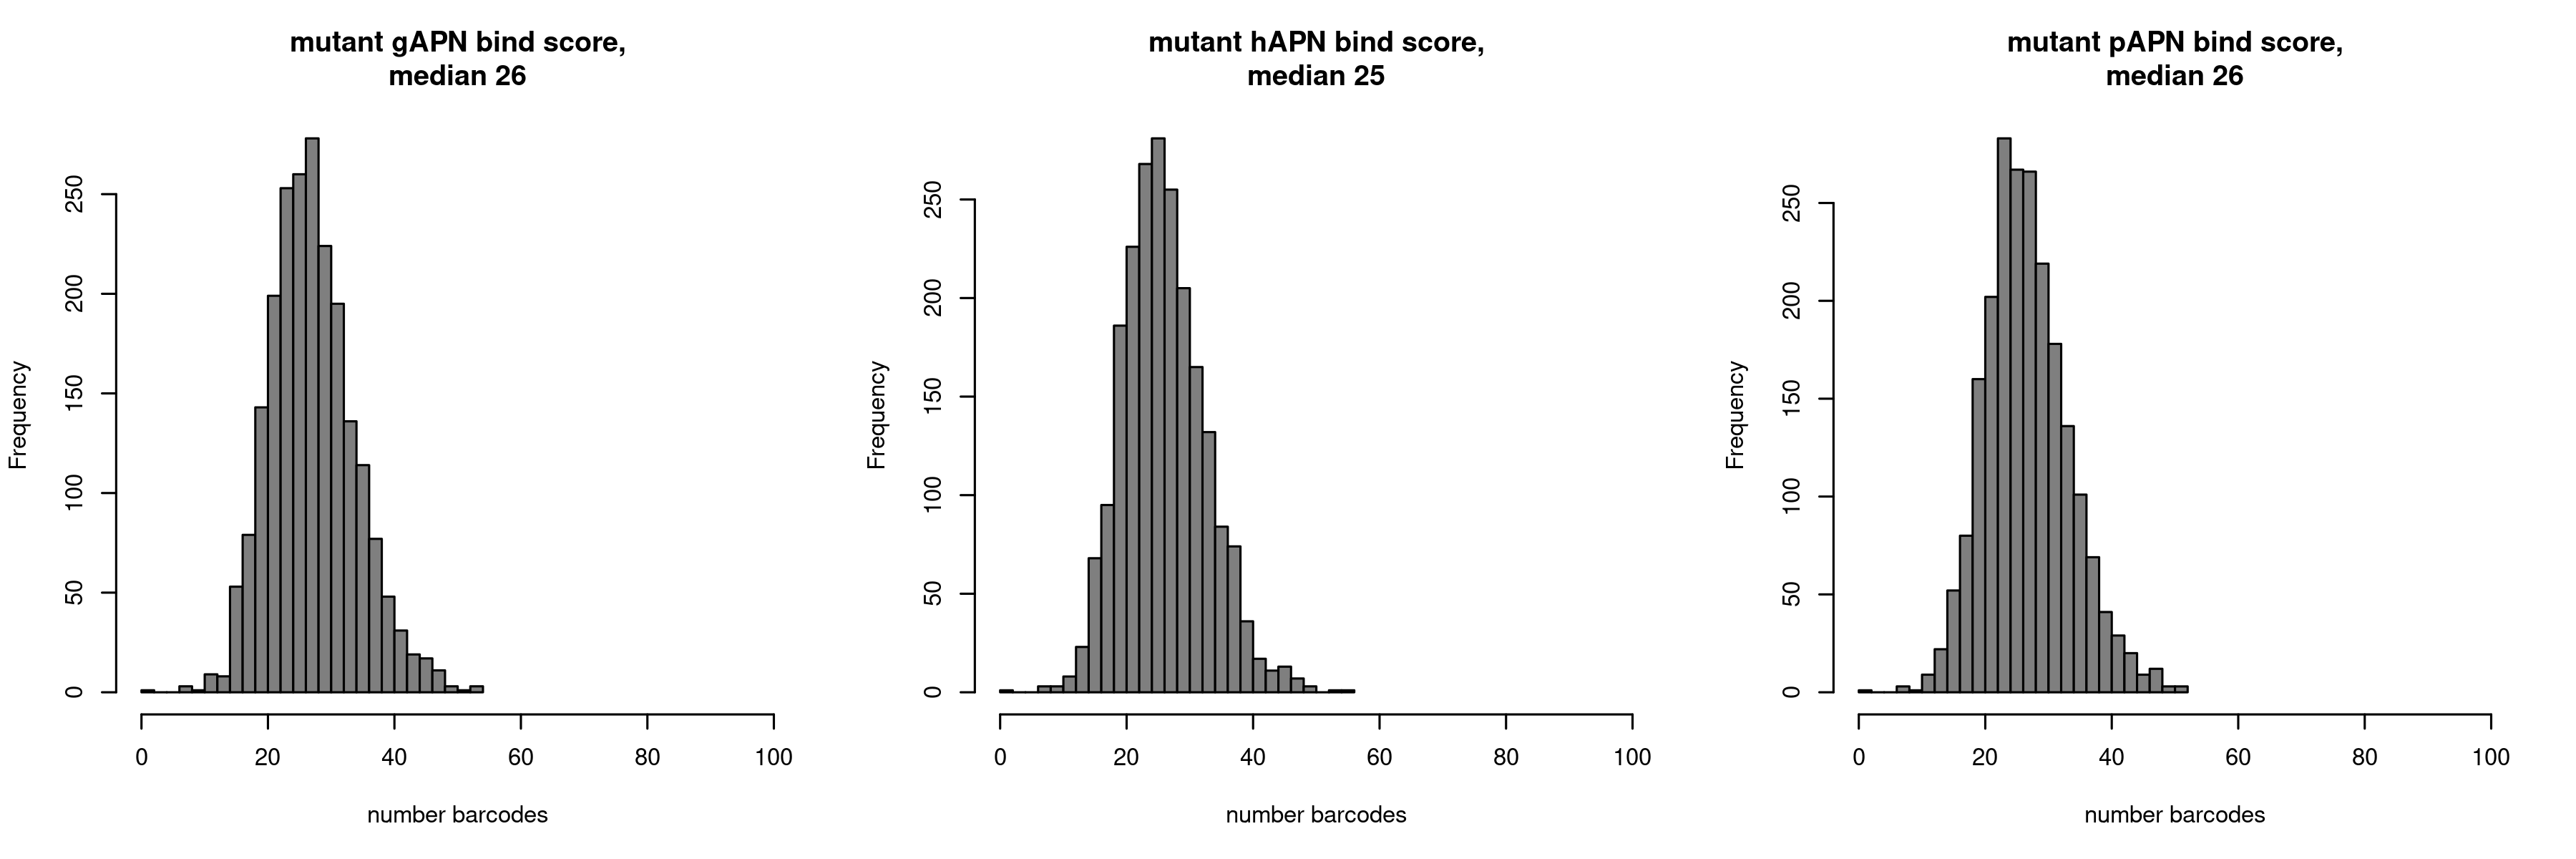 mutant gAPN bind score,
median 26
Frequency
0
50
100
150
200
250
0 20 40 60 80 100
number barcodes
mutant hAPN bind score,
median 25
Frequency
0
50
100
150
200
250
0 20 40 60 80 100
number barcodes
mutant pAPN bind score,
median 26
Frequency
0
50
100
150
200
250
0 20 40 60 80 100
number barcodes